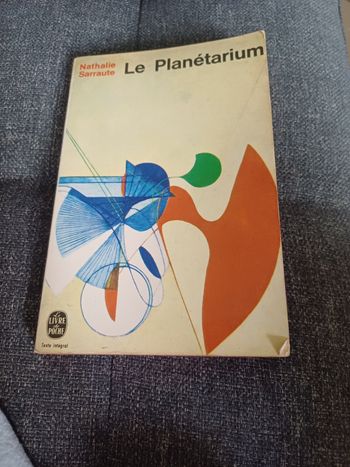 Nathalie
Sarraute
Le Planétarium
LE LIVRE
DE POCHE
Texte intégral